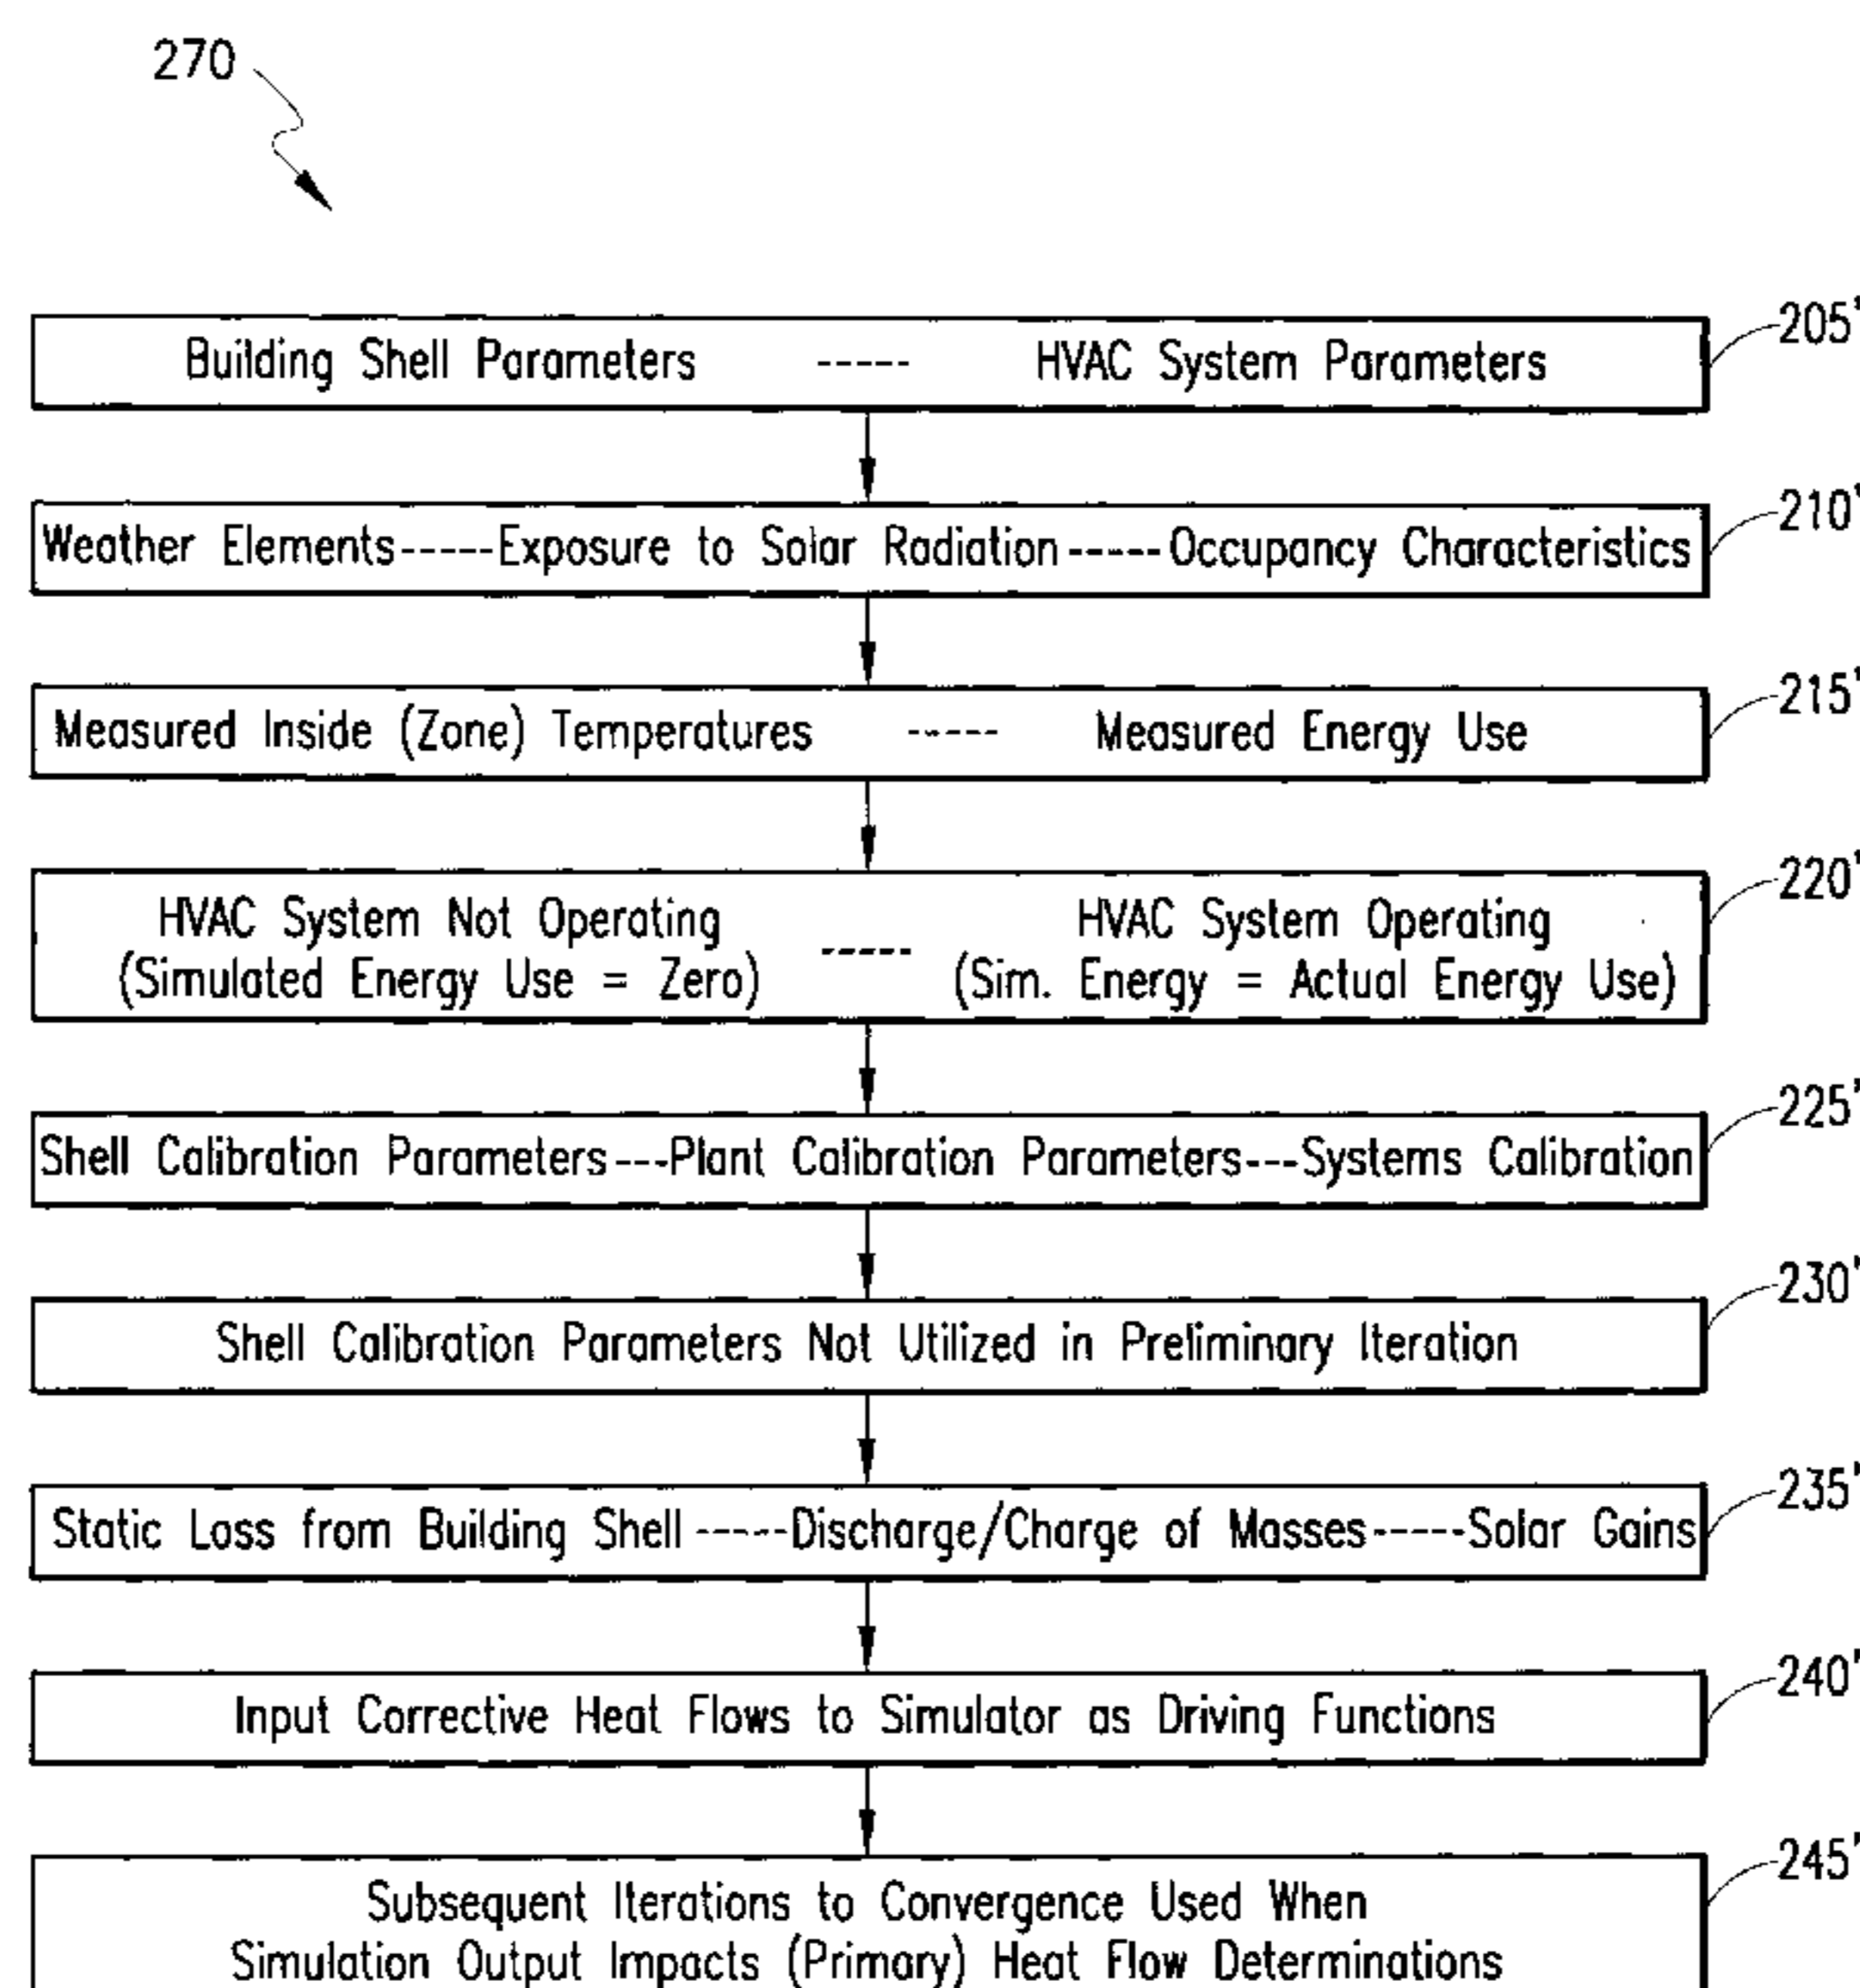 270
Building Shell Parameters ----- HVAC System Parameters
205'
Weather Elements-----Exposure to Solar Radiation-----Occupancy Characteristics
210'
Measured Inside (Zone) Temperatures ----- Measured Energy Use
215'
HVAC System Not Operating
(Simulated Energy Use = Zero)
-----
HVAC System Operating
(Sim. Energy = Actual Energy Use)
220'
Shell Calibration Parameters---Plant Calibration Parameters---Systems Calibration
225'
Shell Calibration Parameters Not Utilized in Preliminary Iteration
230'
Static Loss from Building Shell-----Discharge/Charge of Masses-----Solar Gains
235'
Input Corrective Heat Flows to Simulator as Driving Functions
240'
Subsequent Iterations to Convergence Used When
Simulation Output Impacts (Primary) Heat Flow Determinations
245'